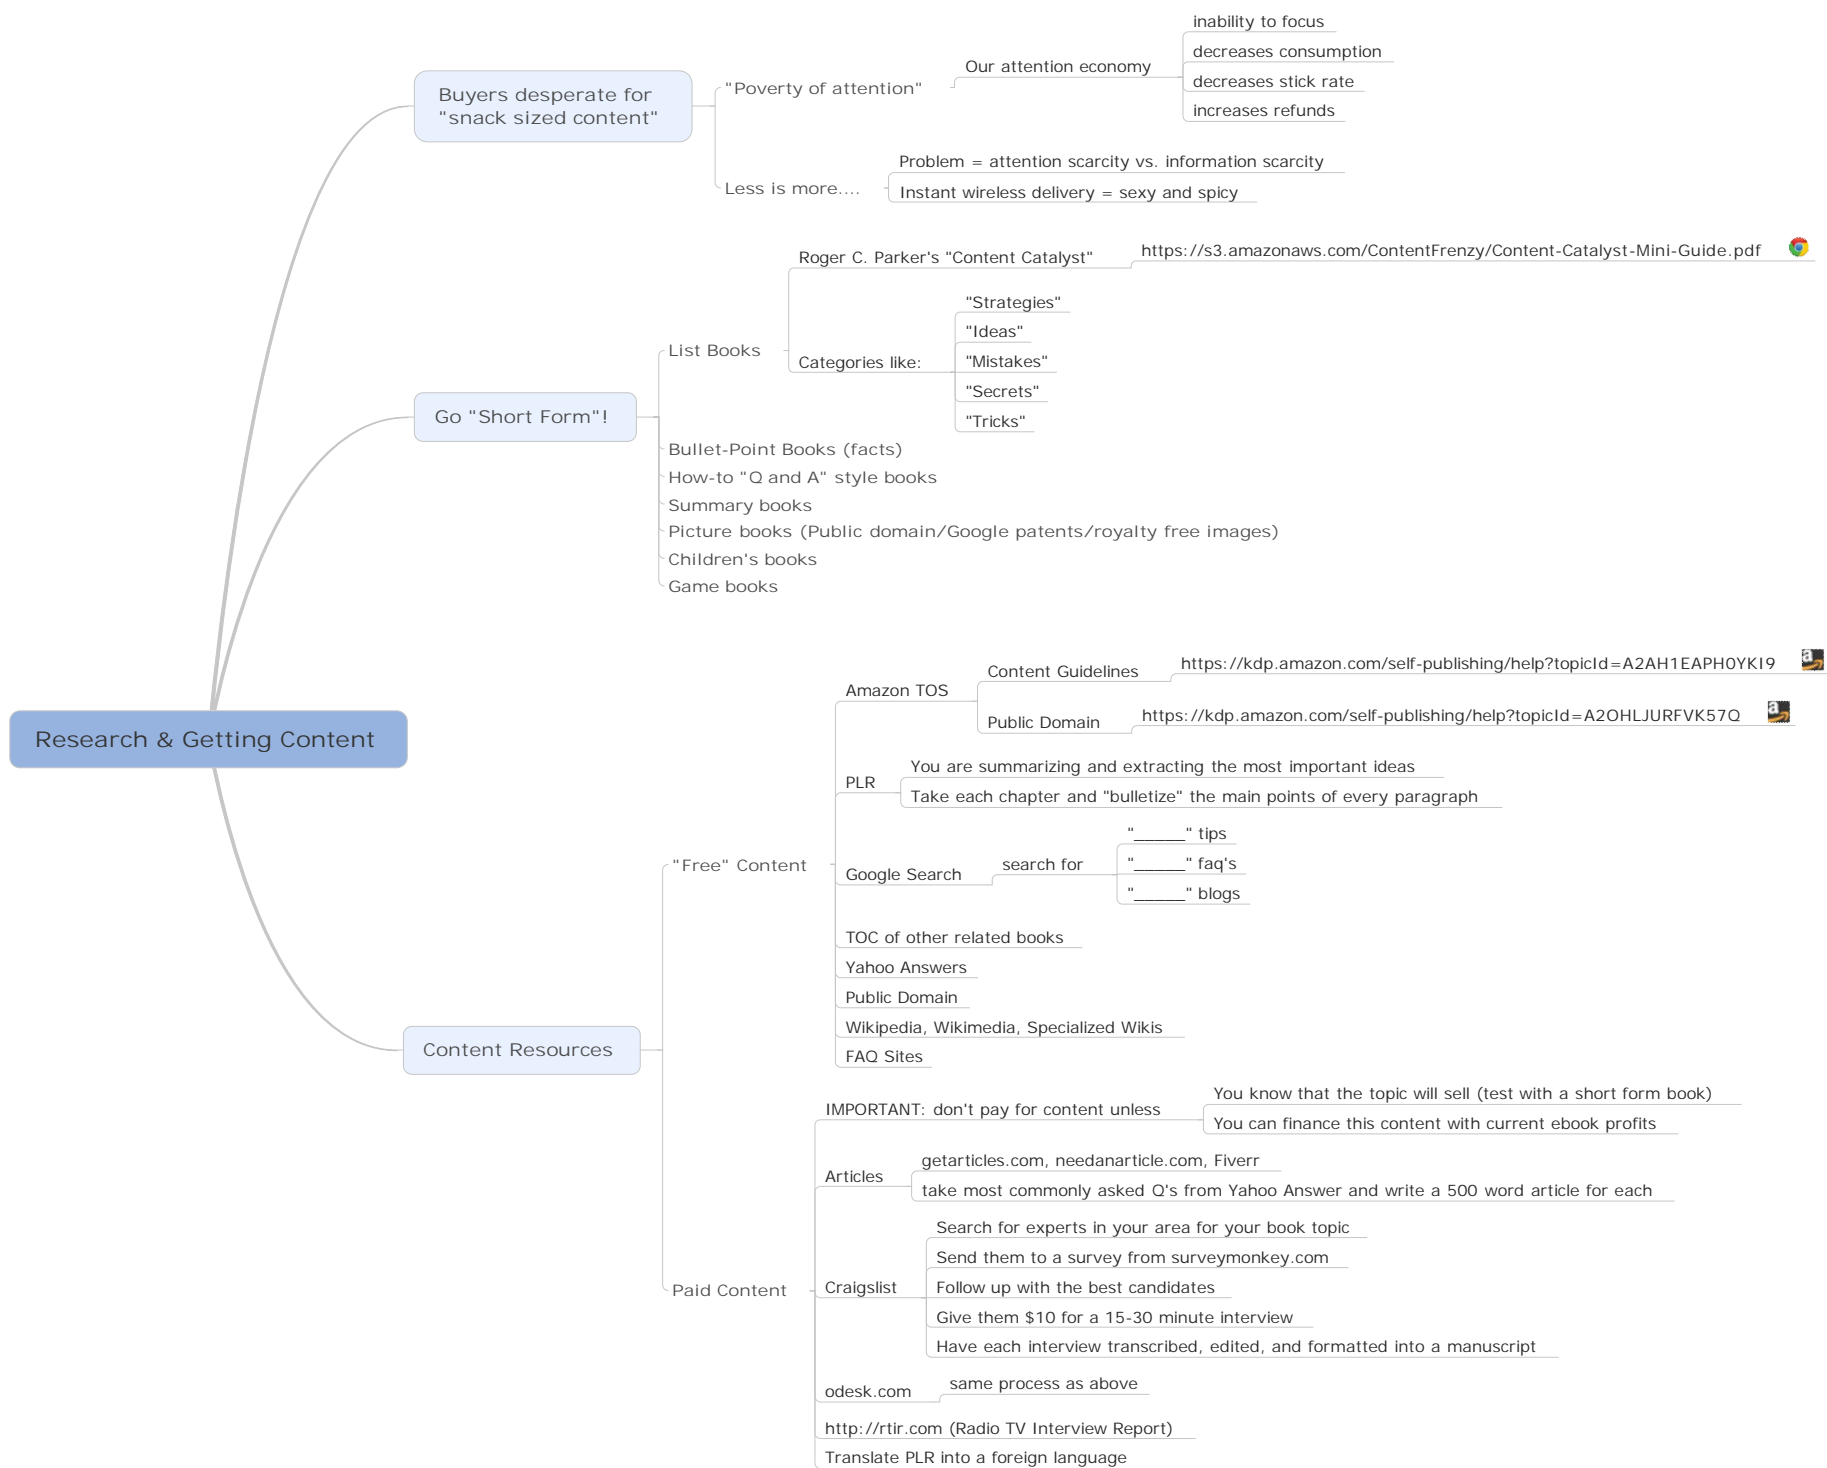 Research & Getting Content
Buyers desperate for
"snack sized content"
"Poverty of attention"
Our attention economy
inability to focus
decreases consumption
decreases stick rate
increases refunds
Less is more....
Problem = attention scarcity vs. information scarcity
Instant wireless delivery = sexy and spicy
Go "Short Form"!
List Books
Roger C. Parker's "Content Catalyst"
https://s3.amazonaws.com/ContentFrenzy/Content-Catalyst-Mini-Guide.pdf
Categories like:
"Strategies"
"Ideas"
"Mistakes"
"Secrets"
"Tricks"
Bullet-Point Books (facts)
How-to "Q and A" style books
Summary books
Picture books (Public domain/Google patents/royalty free images)
Children's books
Game books
Content Resources
"Free" Content
Amazon TOS
Content Guidelines
https://kdp.amazon.com/self-publishing/help?topicId=A2AH1EAPH0YKI9
Public Domain
https://kdp.amazon.com/self-publishing/help?topicId=A2OHLJURFVK57Q
PLR
You are summarizing and extracting the most important ideas
Take each chapter and "bulletize" the main points of every paragraph
Google Search
search for
"_____" tips
"_____" faq's
"_____" blogs
TOC of other related books
Yahoo Answers
Public Domain
Wikipedia, Wikimedia, Specialized Wikis
FAQ Sites
Paid Content
IMPORTANT: don't pay for content unless
You know that the topic will sell (test with a short form book)
You can finance this content with current ebook profits
Articles
getarticles.com, needanarticle.com, Fiverr
take most commonly asked Q's from Yahoo Answer and write a 500 word article for each
Craigslist
Search for experts in your area for your book topic
Send them to a survey from surveymonkey.com
Follow up with the best candidates
Give them $10 for a 15-30 minute interview
Have each interview transcribed, edited, and formatted into a manuscript
odesk.com
same process as above
http://rtir.com (Radio TV Interview Report)
Translate PLR into a foreign language